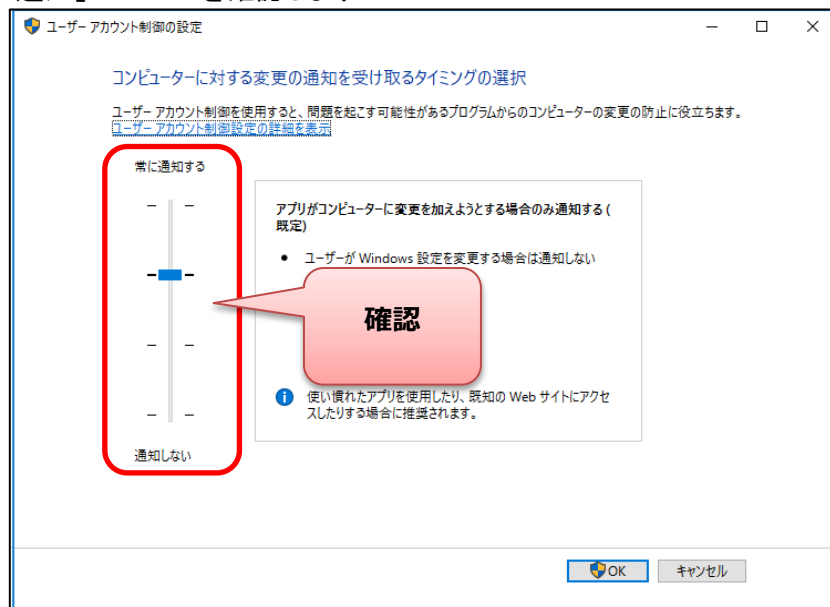 ユーザー アカウント制御の設定
コンピューターに対する変更の通知を受け取るタイミングの選択
ユーザー アカウント制御を使用すると、問題を起こす可能性があるプログラムからのコンピューターの変更の防止に役立ちます。
ユーザー アカウント制御設定の詳細を表示
常に通知する
アプリがコンピューターに変更を加えようとする場合のみ通知する (
既定)
● ユーザーが Windows 設定を変更する場合は通知しない
確認
使い慣れたアプリを使用したり、既知の Web サイトにアクセ
スしたりする場合に推奨されます。
通知しない
OK キャンセル